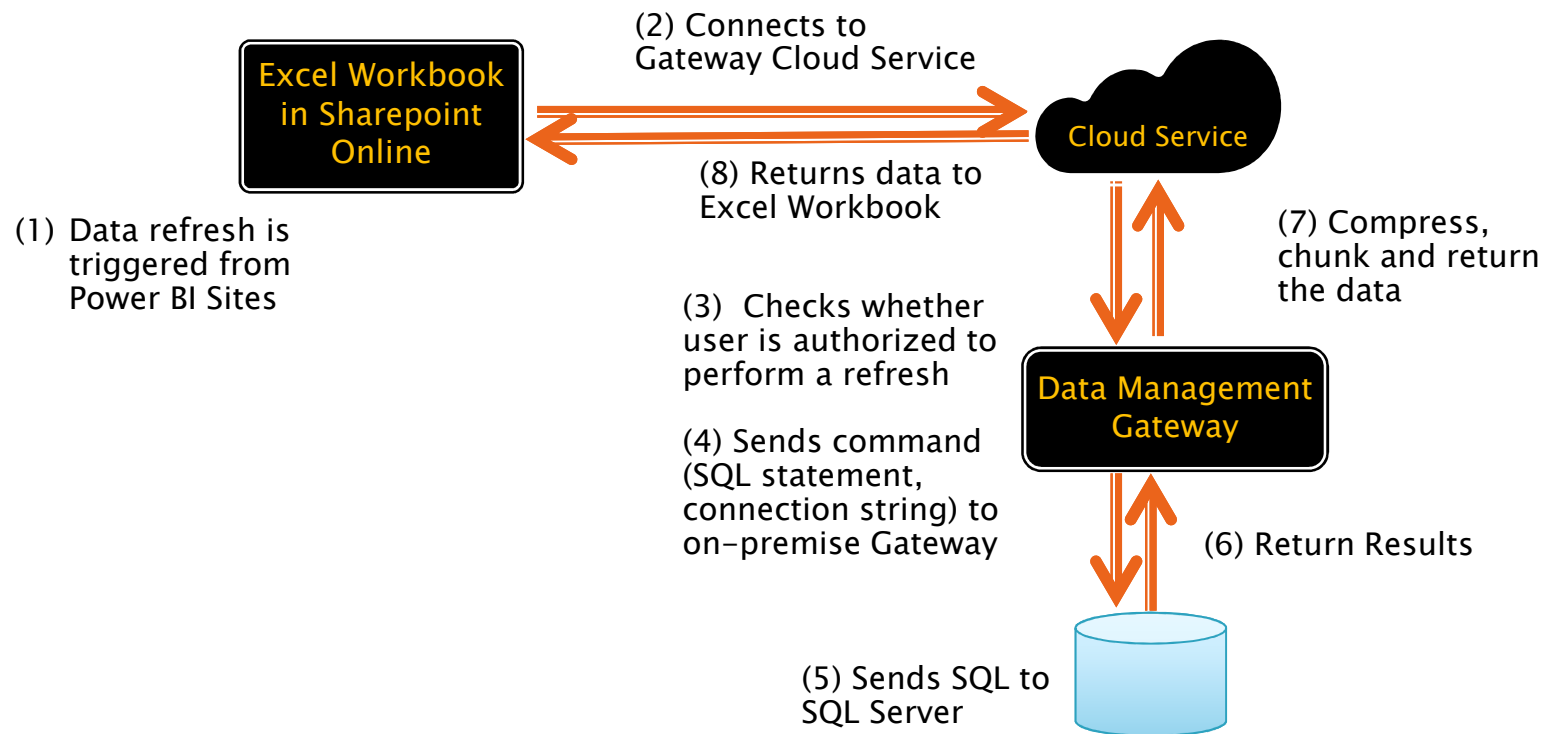 (2) Connects to
Gateway Cloud Service
Excel Workbook
in Sharepoint
Online
Cloud Service
(8) Returns data to
Excel Workbook
(1) Data refresh is
triggered from
Power BI Sites
(7) Compress,
chunk and return
the data
(3) Checks whether
user is authorized to
perform a refresh
Data Management
Gateway
(4) Sends command
(SQL statement,
connection string) to
on-premise Gateway
(6) Return Results
(5) Sends SQL to
SQL Server